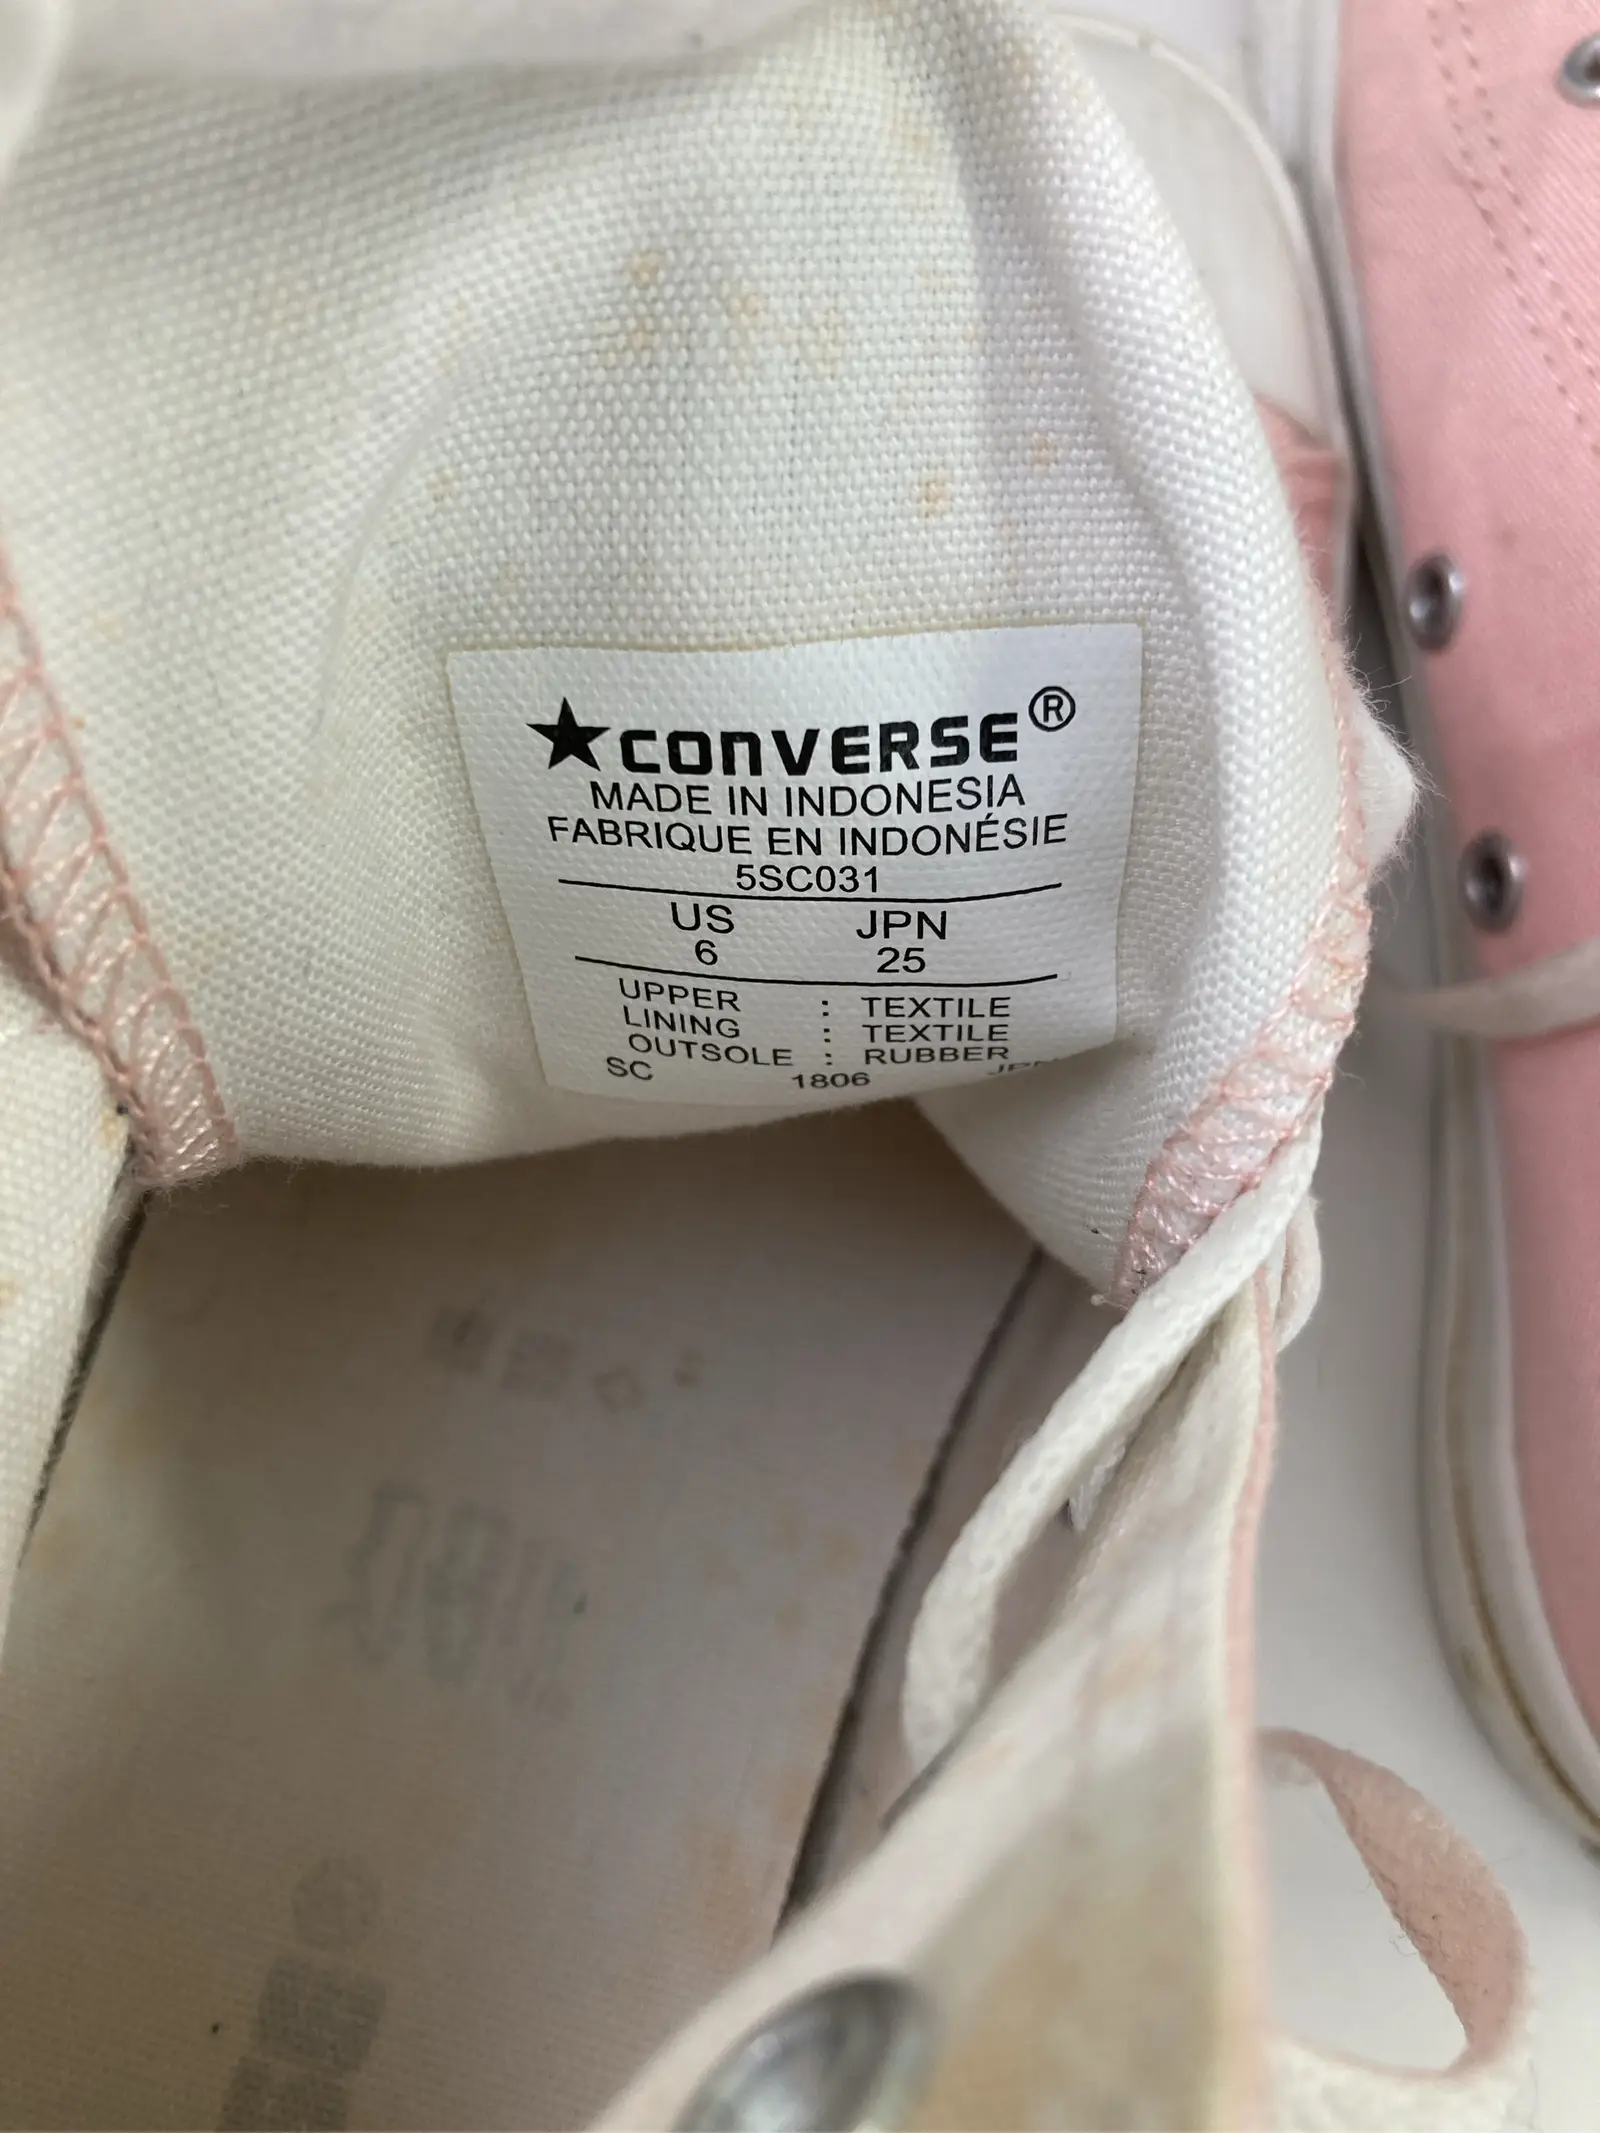 ★CONVERSE®
MADE IN INDONESIA
FABRIQUE EN INDONÉSIE
5SC031
US JPN
6 25
UPPER : TEXTILE
LINING : TEXTILE
OUTSOLE : RUBBER
SC 1806 JPN